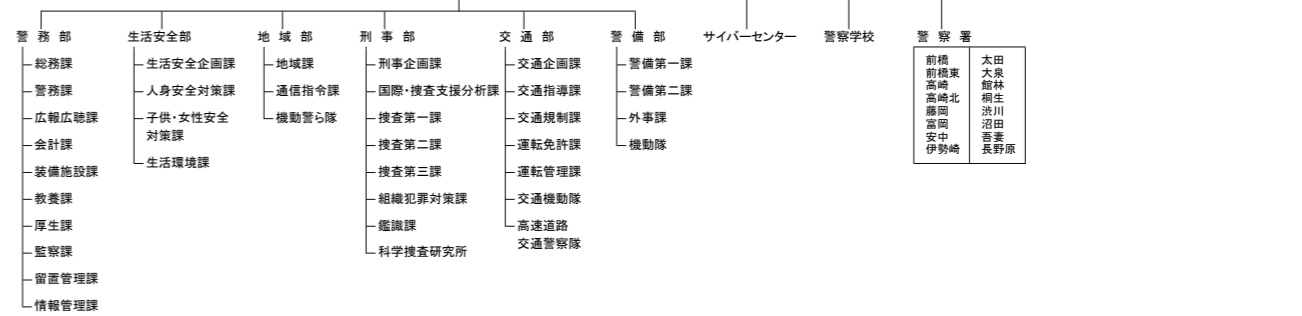 警務部
総務課
警務課
広報広聴課
会計課
装備施設課
教養課
厚生課
監察課
留置管理課
情報管理課
生活安全部
生活安全企画課
人身安全対策課
子供・女性安全
対策課
生活環境課
地域部
地域課
通信指令課
機動警ら隊
刑事部
刑事企画課
国際・捜査支援分析課
捜査第一課
捜査第二課
捜査第三課
組織犯罪対策課
鑑識課
科学捜査研究所
交通部
交通企画課
交通指導課
交通規制課
運転免許課
運転管理課
交通機動隊
高速道路
交通警察隊
警備部
警備第一課
警備第二課
外事課
機動隊
サイバーセンター
警察学校
警察署
前橋
前橋東
高崎
高崎北
藤岡
富岡
安中
伊勢崎
太田
大泉
館林
桐生
渋川
沼田
吾妻
長野原